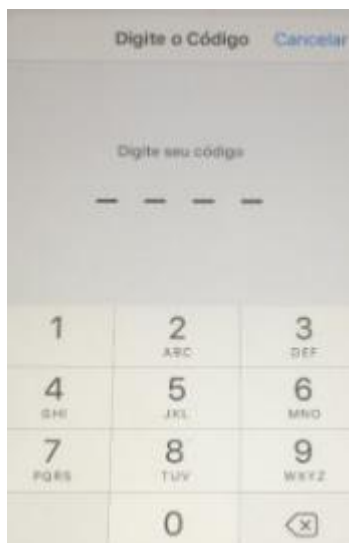 Digite o Código Cancelar
Digite seu código
1 2 3
ABC DEF
4 5 6
GHI JKL MNO
7 8 9
PQRS TUV WXYZ
0